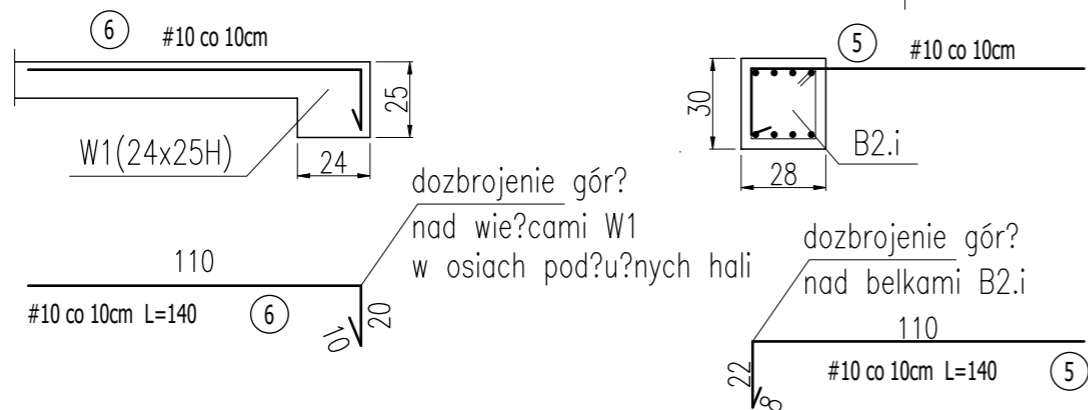 6 #10 co 10cm
25
W1(24x25H)
24
5 #10 co 10cm
30
B2.i
28
dozbrojenie gór?
nad wie?cami W1
w osiach pod?u?nych hali
110
#10 co 10cm L=140 6
20
10
dozbrojenie gór?
nad belkami B2.i
110
22
#10 co 10cm L=140 5
8